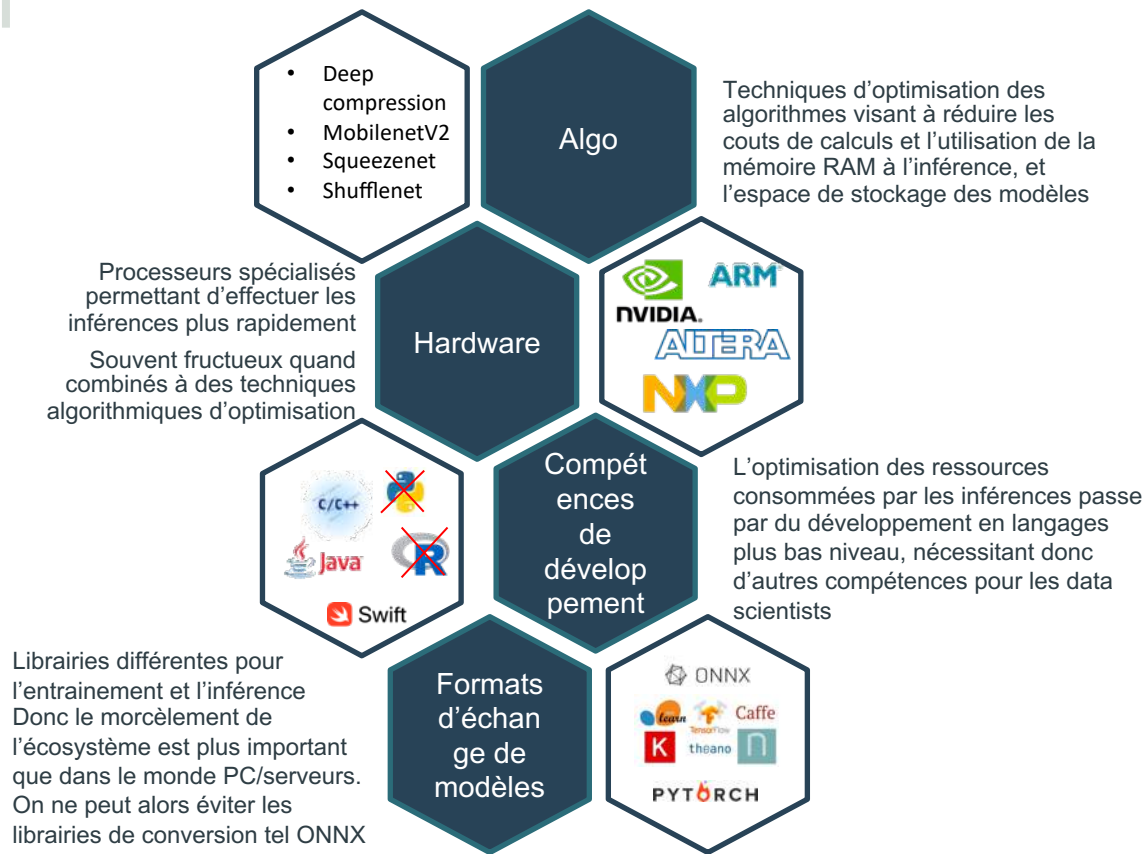 • Deep
compression
• MobilenetV2
• Squeezenet
• Shufflenet
Algo
Techniques d’optimisation des
algorithmes visant à réduire les
couts de calculs et l’utilisation de la
mémoire RAM à l’inférence, et
l’espace de stockage des modèles
Processeurs spécialisés
permettant d’effectuer les
inférences plus rapidement
Souvent fructueux quand
combinés à des techniques
algorithmiques d’optimisation
Hardware
NVIDIA.
ARM
ALTERA
NXP
C/C++
Java
R
Swift
Compét
ences
de
dévelop
pement
L’optimisation des ressources
consommées par les inférences passe
par du développement en langages
plus bas niveau, nécessitant donc
d’autres compétences pour les data
scientists
Librairies différentes pour
l’entrainement et l’inférence
Donc le morcèlement de
l’écosystème est plus important
que dans le monde PC/serveurs.
On ne peut alors éviter les
librairies de conversion tel ONNX
Formats
d’échan
ge de
modèles
ONNX
learn
TensorFlow
Caffe
K
theano
n
PYTORCH